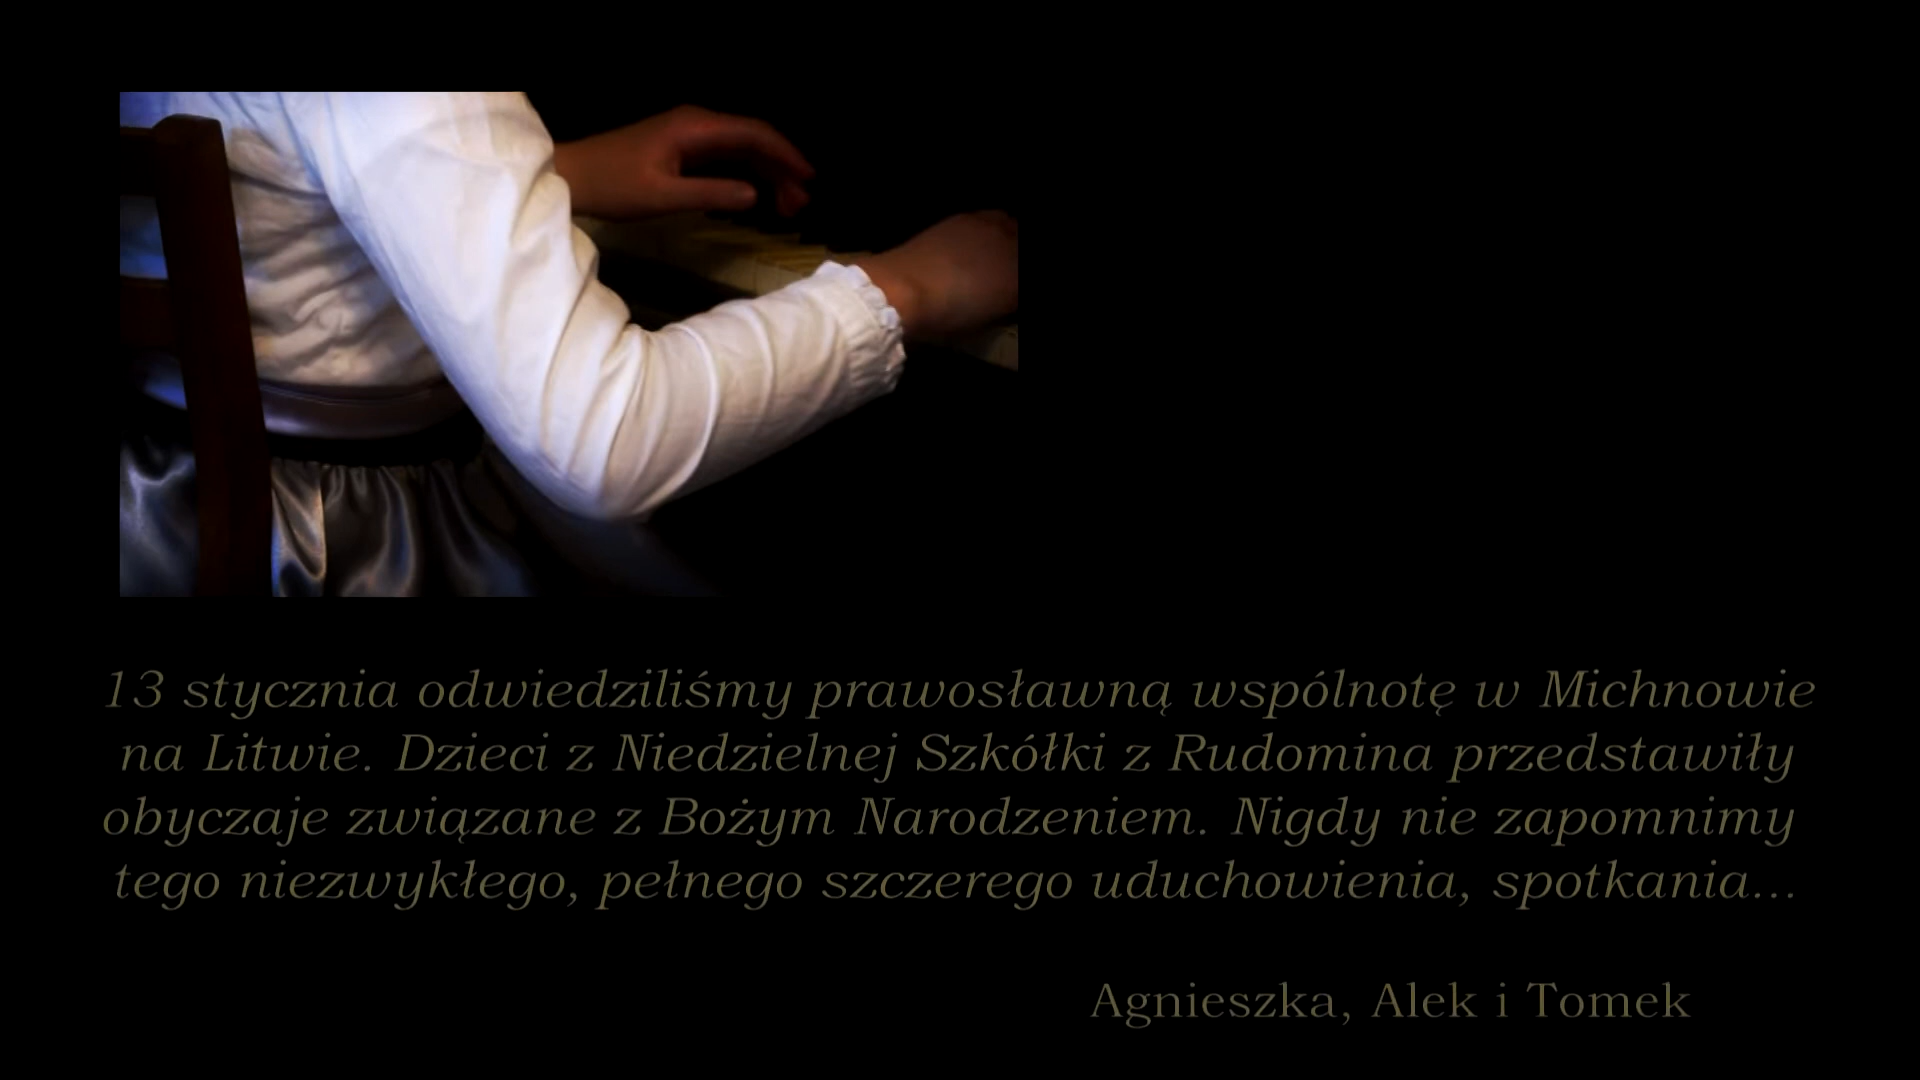 13 stycznia odwiedziliśmy prawosławną wspólnotę w Michnowie
na Litwie. Dzieci z Niedzielnej Szkółki z Rudomina przedstawiły
obyczaje związane z Bożym Narodzeniem. Nigdy nie zapomnimy
tego niezwykłego, pełnego szczerego uduchowienia, spotkania...
Agnieszka, Alek i Tomek